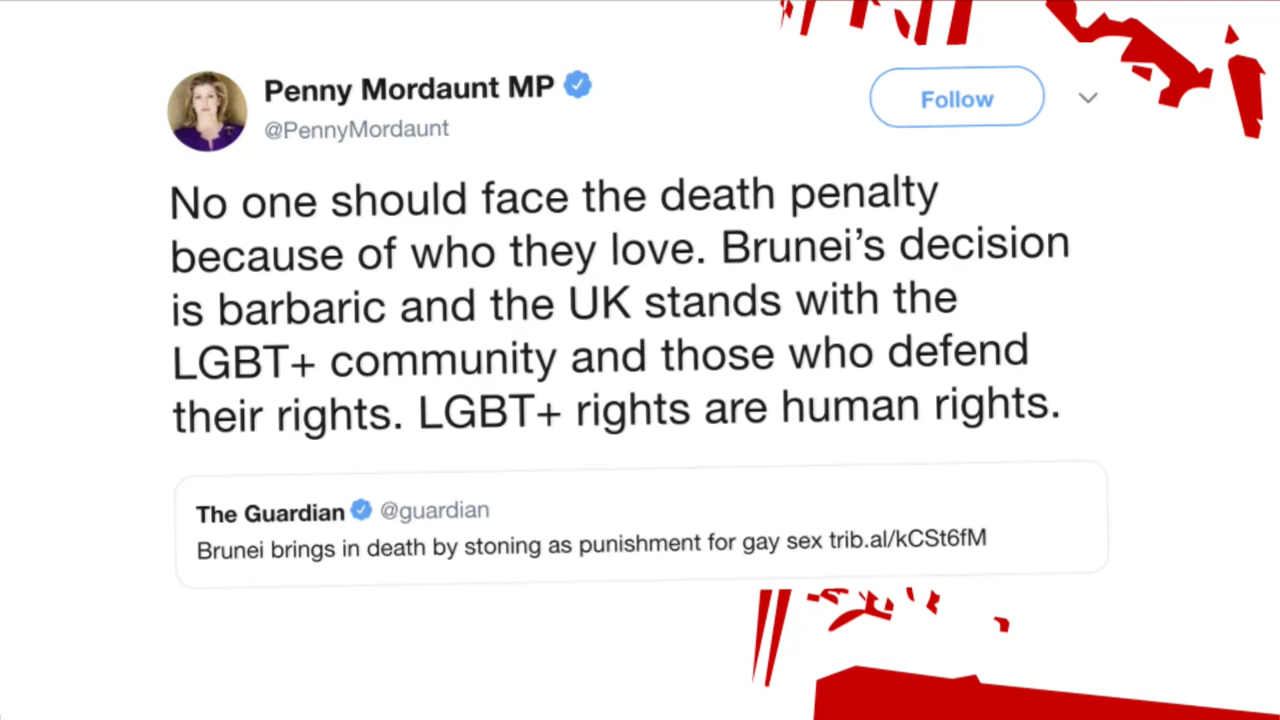 Penny Mordaunt MP
@PennyMordaunt
Follow
No one should face the death penalty
because of who they love. Brunei’s decision
is barbaric and the UK stands with the
LGBT+ community and those who defend
their rights. LGBT+ rights are human rights.
The Guardian @guardian
Brunei brings in death by stoning as punishment for gay sex trib.al/kCSt6fM